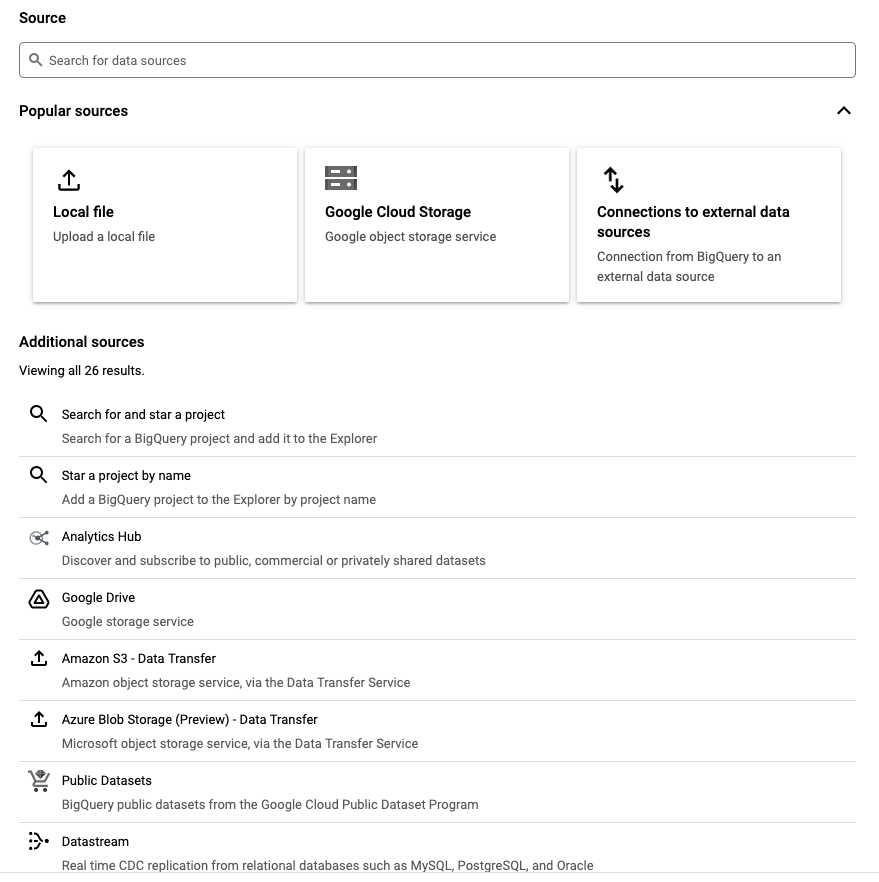 Source
Search for data sources
Popular sources
Local file
Upload a local file
Google Cloud Storage
Google object storage service
Connections to external data
sources
Connection from BigQuery to an
external data source
Additional sources
Viewing all 26 results.
Search for and star a project
Search for a BigQuery project and add it to the Explorer
Star a project by name
Add a BigQuery project to the Explorer by project name
Analytics Hub
Discover and subscribe to public, commercial or privately shared datasets
Google Drive
Google storage service
Amazon S3 - Data Transfer
Amazon object storage service, via the Data Transfer Service
Azure Blob Storage (Preview) - Data Transfer
Microsoft object storage service, via the Data Transfer Service
Public Datasets
BigQuery public datasets from the Google Cloud Public Dataset Program
Datastream
Real time CDC replication from relational databases such as MySQL, PostgreSQL, and Oracle